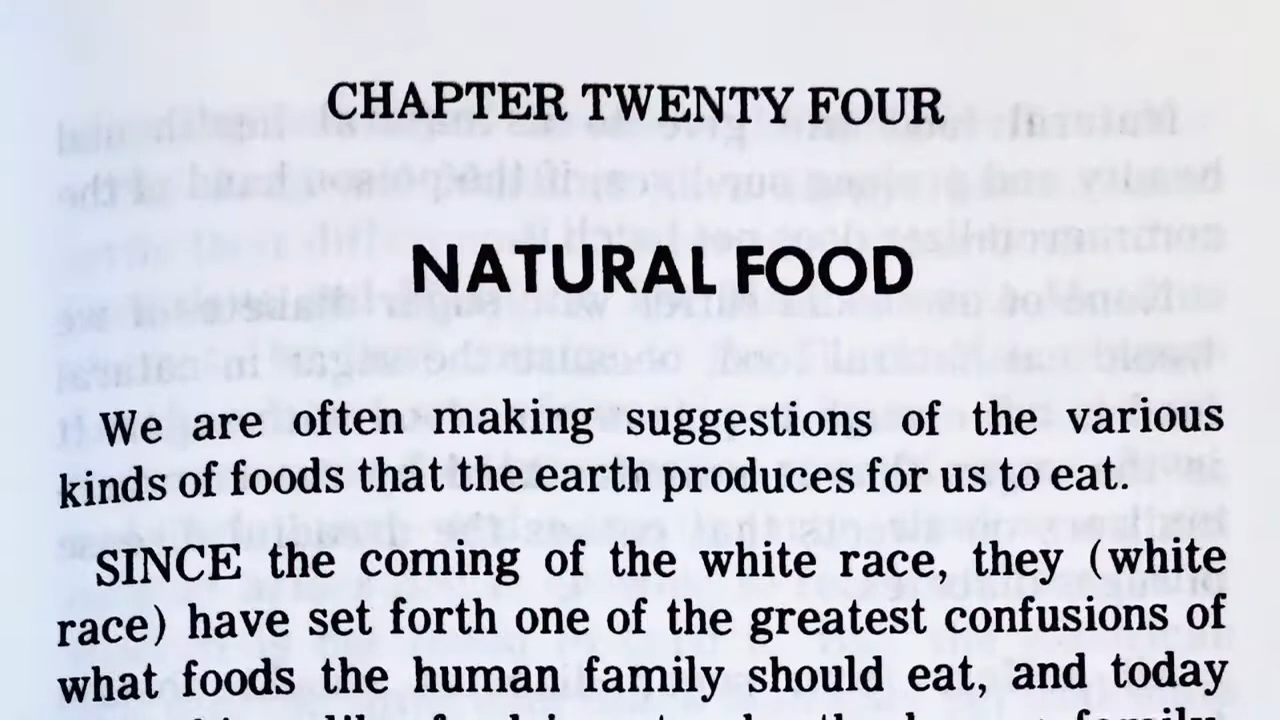 CHAPTER TWENTY FOUR
NATURAL FOOD
We are often making suggestions of the various
kinds of foods that the earth produces for us to eat.
SINCE the coming of the white race, they (white
race) have set forth one of the greatest confusions of
what foods the human family should eat, and today